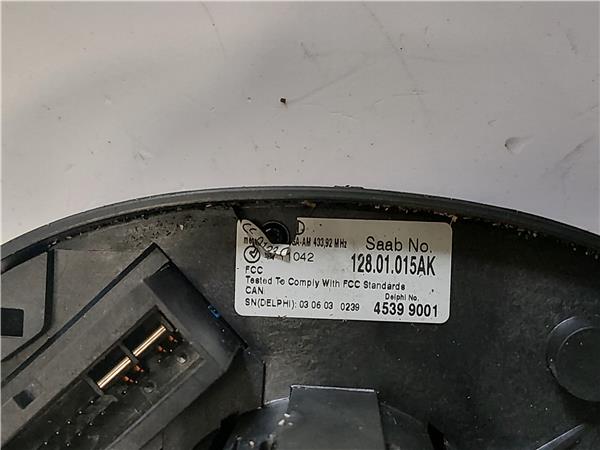 SA-AM 433,92 MHz
Saab No.
042
128.01.015AK
FCC
Tested To Comply With FCC Standards
CAN
Delphi No.
SN(DELPHI): 03 06 03 0239
4539 9001